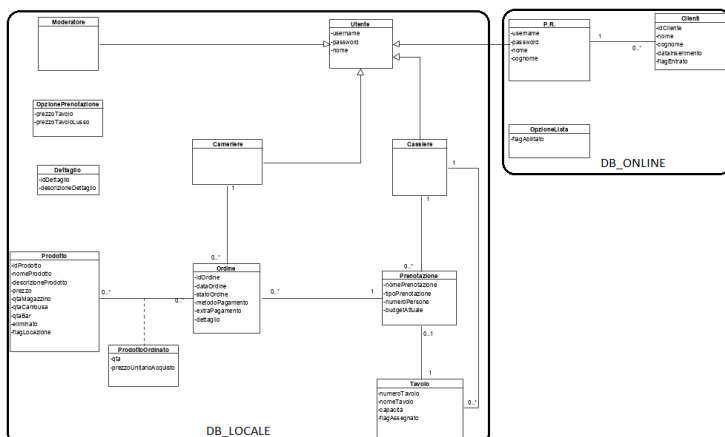 Moderatore
Utente
-username
-password
-nome
P.R.
-username
-password
-nome
-cognome
1
0..*
Clienti
-idCliente
-nome
-cognome
-dataInserimento
-flagEntrato
OpzionePrenotazione
-prezzoTavolo
-prezzoTavoloLusso
OpzioneLista
-flagAbilitato
DB_ONLINE
Dettaglio
-idDettaglio
-descrizioneDettaglio
Cameriere
1
Cassiere
1
1
Prodotto
-idProdotto
-nomeProdotto
-descrizioneProdotto
-prezzo
-qtaMagazzino
-qtaCambusa
-qtaBar
-eliminato
-flagLocazione
0..*
0..*
0..*
Ordine
-idOrdine
-dataOrdine
-statoOrdine
-metodoPagamento
-extraPagamento
-dettaglio
0..*
1
0..*
Prenotazione
-nomePrenotazione
-tipoPrenotazione
-numeroPersone
-budgetAttuale
0..1
ProdottoOrdinato
-qta
-prezzoUnitarioAcquisto
1
Tavolo
-numeroTavolo
-nomeTavolo
-capacità
-flagAssegnato
0..*
DB_LOCALE